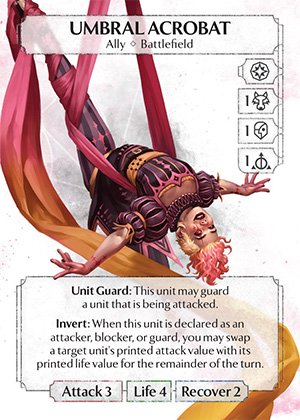 UMBRAL ACROBAT
Ally ◇ Battlefield
1
1
1
Unit Guard: This unit may guard
a unit that is being attacked.
Invert: When this unit is declared as an
attacker, blocker, or guard, you may swap
a target unit's printed attack value with its
printed life value for the remainder of the turn.
Attack 3 Life 4 Recover 2